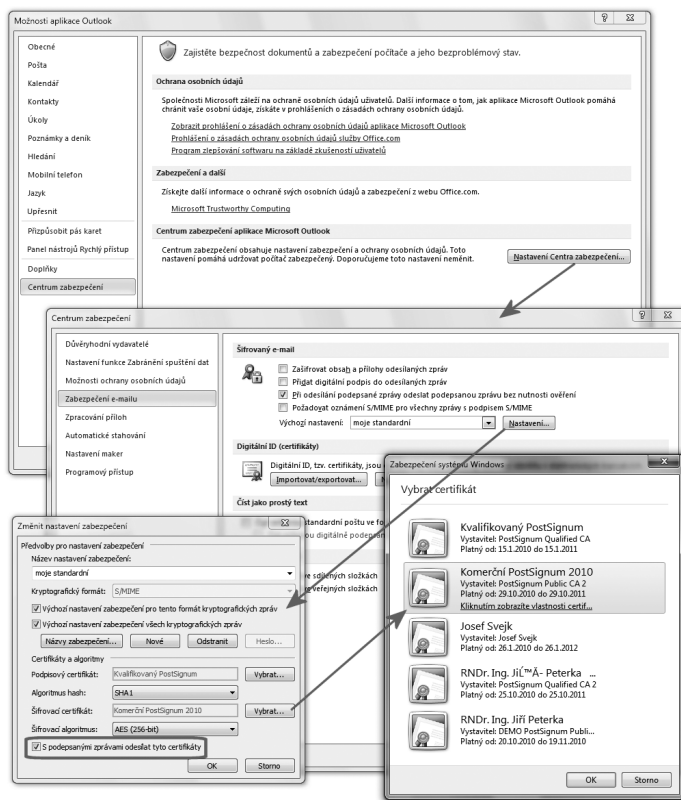 Možnosti aplikace Outlook
Obecné
Pošta
Kalendář
Kontakty
Úkoly
Poznámky a deník
Hledání
Mobilní telefon
Jazyk
Upřesnit
Přizpůsobit pás karet
Panel nástrojů Rychlý přístup
Doplňky
Centrum zabezpečení
Zajistěte bezpečnost dokumentů a zabezpečení počítače a jeho bezproblémový stav.
Ochrana osobních údajů
Společnosti Microsoft záleží na ochraně osobních údajů uživatelů. Další informace o tom, jak aplikace Microsoft Outlook pomáhá
chránit vaše osobní údaje, získáte v prohlášeních o zásadách ochrany osobních údajů.
Zobrazit prohlášení o zásadách ochrany osobních údajů aplikace Microsoft Outlook
Prohlášení o zásadách ochrany osobních údajů služby Office.com
Program zlepšování softwaru na základě zkušeností uživatelů
Zabezpečení a další
Získejte další informace o ochraně svých osobních údajů a zabezpečení z webu Office.com.
Microsoft Trustworthy Computing
Centrum zabezpečení aplikace Microsoft Outlook
Centrum zabezpečení obsahuje nastavení zabezpečení a ochrany osobních údajů. Toto
nastavení pomáhá udržovat počítač zabezpečený. Doporučujeme toto nastavení neměnit.
Nastavení Centra zabezpečení...
Centrum zabezpečení
Důvěryhodní vydavatelé
Nastavení funkce Zabránění spuštění dat
Možnosti ochrany osobních údajů
Zabezpečení e-mailu
Zpracování příloh
Automatické stahování
Nastavení maker
Programový přístup
Šifrovaný e-mail
Zašifrovat obsah a přílohy odesílaných zpráv
Přidat digitální podpis do odesílaných zpráv
Při odesílání podepsané zprávy odeslat podepsanou zprávu bez nutnosti ověření
Požadovat oznámení S/MIME pro všechny zprávy s podpisem S/MIME
Výchozí nastavení: moje standardní Nastavení...
Digitální ID (certifikáty)
Digitální ID, tzv. certifikáty, jsou
Importovat/exportovat...
Číst jako prostý text
standardní poštu ve fo
ou digitálně podepsan
ve sdílených složkách
ve veřejných složkách
Změnit nastavení zabezpečení
Předvolby pro nastavení zabezpečení
Název nastavení zabezpečení:
moje standardní
Kryptografický formát: S/MIME
Výchozí nastavení zabezpečení pro tento formát kryptografických zpráv
Výchozí nastavení zabezpečení všech kryptografických zpráv
Názvy zabezpečení... Nové Odstranit Heslo...
Certifikáty a algoritmy
Podpisový certifikát: Kvalifikovaný PostSignum Vybrat...
Algoritmus hash: SHA1
Šifrovací certifikát: Komerční PostSignum 2010 Vybrat...
Šifrovací algoritmus: AES (256-bit)
S podepsanými zprávami odesílat tyto certifikáty
OK Storno
Zabezpečení systému Windows
Vybrat certifikát
Kvalifikovaný PostSignum
Vystavitel: PostSignum Qualified CA
Platný od: 15.1.2010 do 15.1.2011
Komerční PostSignum 2010
Vystavitel: PostSignum Public CA 2
Platný od: 29.10.2010 do 29.10.2011
Kliknutím zobrazíte vlastnosti certif...
Josef Svejk
Vystavitel: Josef Svejk
Platný od: 26.1.2010 do 26.1.2012
RNDr. Ing. JiĹ™Ă- Peterka ...
Vystavitel: PostSignum Qualified CA 2
Platný od: 25.10.2010 do 25.10.2011
RNDr. Ing. Jiří Peterka
Vystavitel: DEMO PostSignum Publi...
Platný od: 20.10.2010 do 19.11.2010
OK Storno